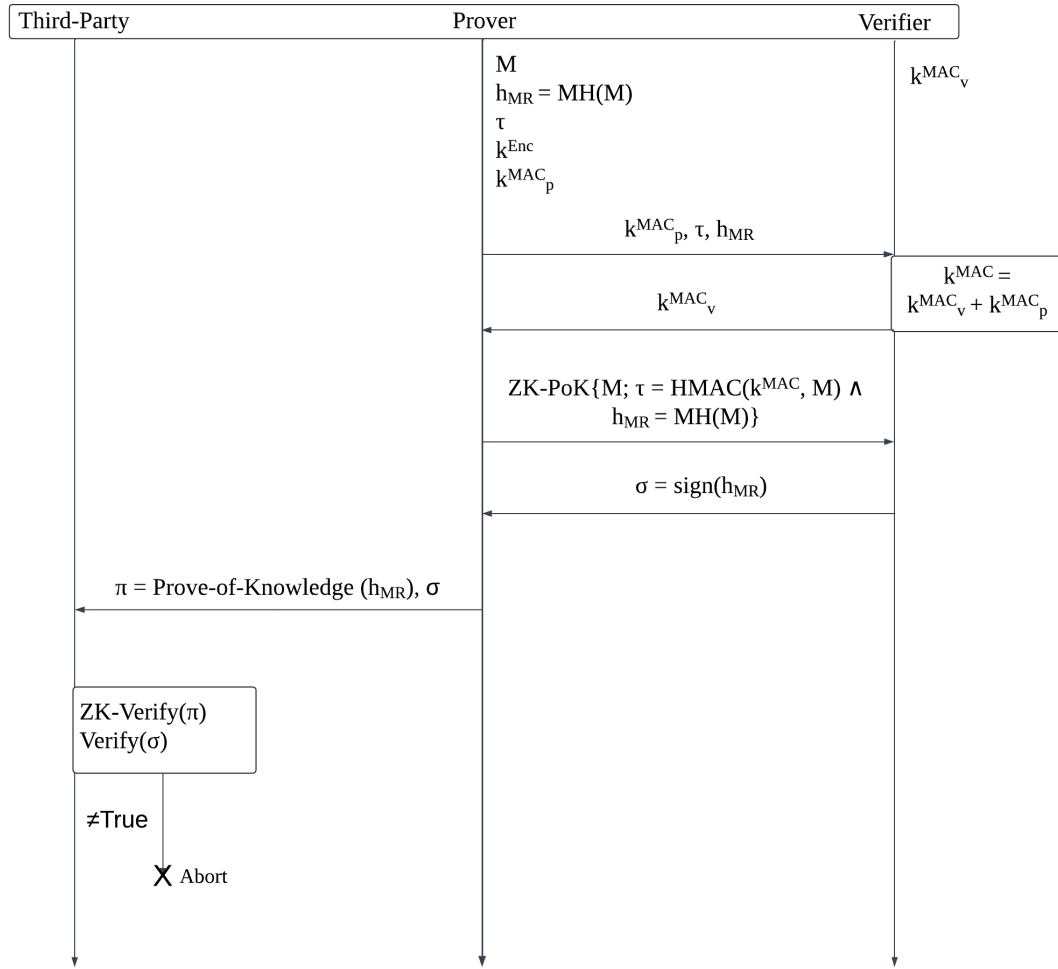 Third-Party Prover Verifier
M
h_MR = MH(M)
τ
k^Enc
k^MAC_p
k^MAC_v
k^MAC_p, τ, h_MR
k^MAC =
k^MAC_v + k^MAC_p
k^MAC_v
ZK-PoK{M; τ = HMAC(k^MAC, M) ∧
h_MR = MH(M)}
σ = sign(h_MR)
π = Prove-of-Knowledge (h_MR), σ
ZK-Verify(π)
Verify(σ)
≠True
X Abort